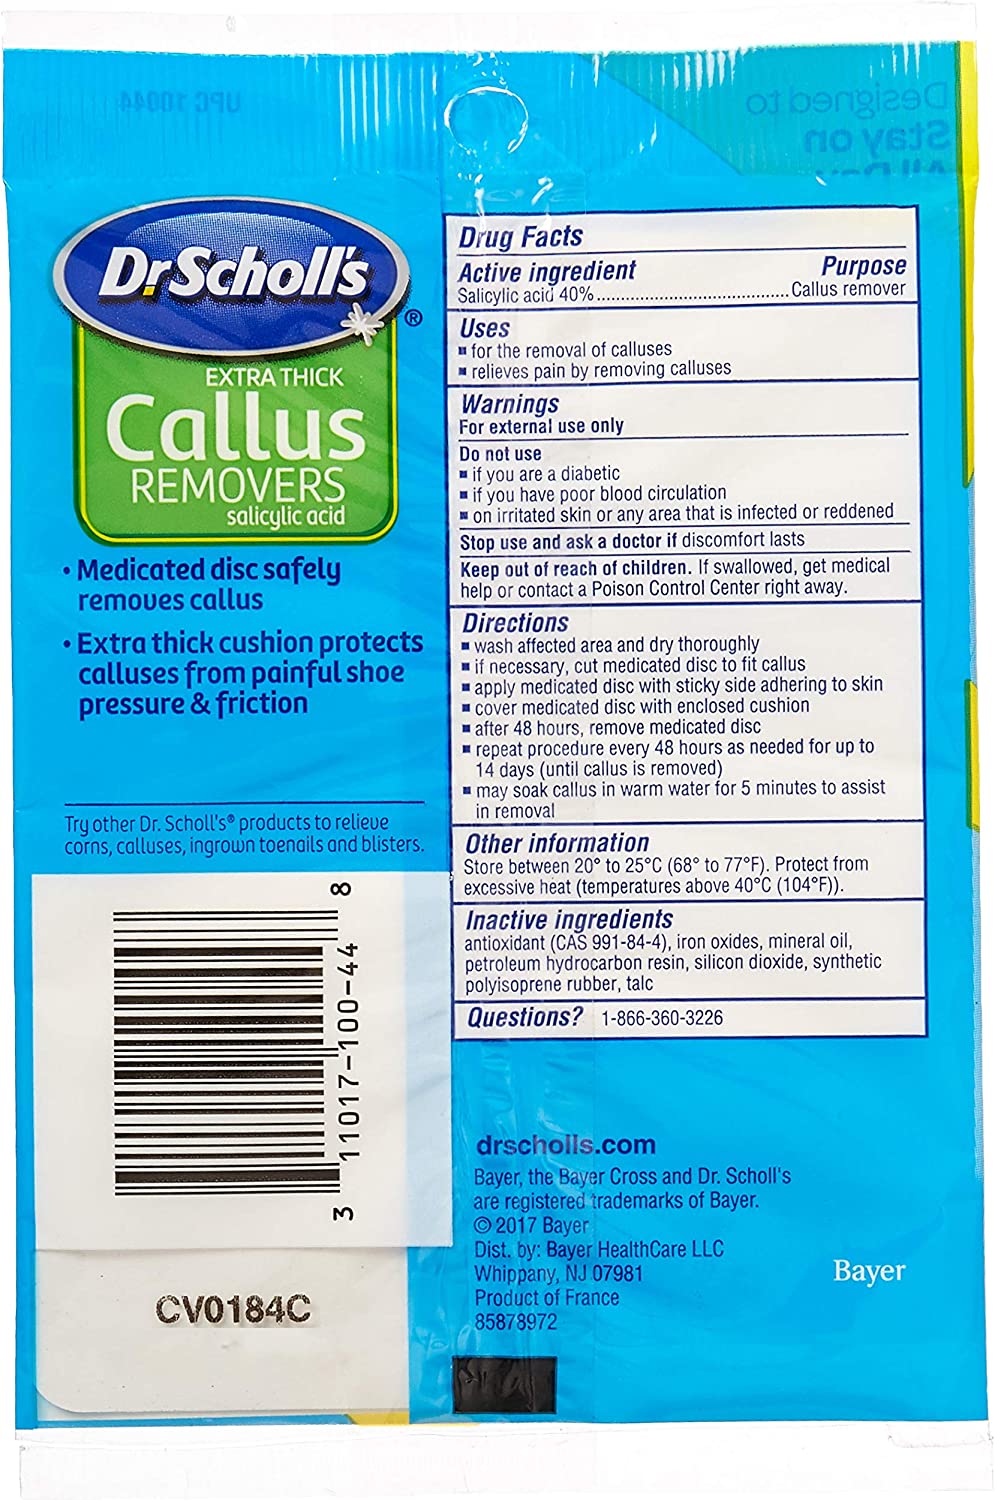 UPC 10044
Designed to
Stay on
Dr. Scholl's
®
EXTRA THICK
Callus
REMOVERS
salicylic acid
• Medicated disc safely
removes callus
• Extra thick cushion protects
calluses from painful shoe
pressure & friction
Try other Dr. Scholl's® products to relieve
corns, calluses, ingrown toenails and blisters.
3 11017-100-44 8
CV0184C
Drug Facts
Active ingredient Purpose
Salicylic acid 40%........................................Callus remover
Uses
▪ for the removal of calluses
▪ relieves pain by removing calluses
Warnings
For external use only
Do not use
▪ if you are a diabetic
▪ if you have poor blood circulation
▪ on irritated skin or any area that is infected or reddened
Stop use and ask a doctor if discomfort lasts
Keep out of reach of children. If swallowed, get medical
help or contact a Poison Control Center right away.
Directions
▪ wash affected area and dry thoroughly
▪ if necessary, cut medicated disc to fit callus
▪ apply medicated disc with sticky side adhering to skin
▪ cover medicated disc with enclosed cushion
▪ after 48 hours, remove medicated disc
▪ repeat procedure every 48 hours as needed for up to
14 days (until callus is removed)
▪ may soak callus in warm water for 5 minutes to assist
in removal
Other information
Store between 20° to 25°C (68° to 77°F). Protect from
excessive heat (temperatures above 40°C (104°F)).
Inactive ingredients
antioxidant (CAS 991-84-4), iron oxides, mineral oil,
petroleum hydrocarbon resin, silicon dioxide, synthetic
polyisoprene rubber, talc
Questions? 1-866-360-3226
drscholls.com
Bayer, the Bayer Cross and Dr. Scholl's
are registered trademarks of Bayer.
© 2017 Bayer
Dist. by: Bayer HealthCare LLC
Whippany, NJ 07981
Product of France
85878972
Bayer